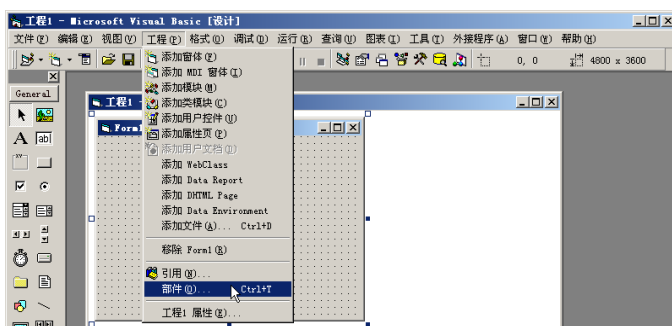 工程1 - Microsoft Visual Basic [设计]
文件(F) 编辑(E) 视图(V) 工程(P) 格式(O) 调试(D) 运行(R) 查询(U) 图表(I) 工具(T) 外接程序(A) 窗口(W) 帮助(H)
0, 0 4800 x 3600
General
A ab|
工程1 -
Form1
添加窗体(F)
添加 MDI 窗体(I)
添加模块(M)
添加类模块(C)
添加用户控件(U)
添加属性页(P)
添加用户文档(D)
添加 WebClass
添加 Data Report
添加 DHTML Page
添加 Data Environment
添加文件(A)... Ctrl+D
移除 Form1(R)
引用(N)...
部件(O)... Ctrl+T
工程1 属性(E)...